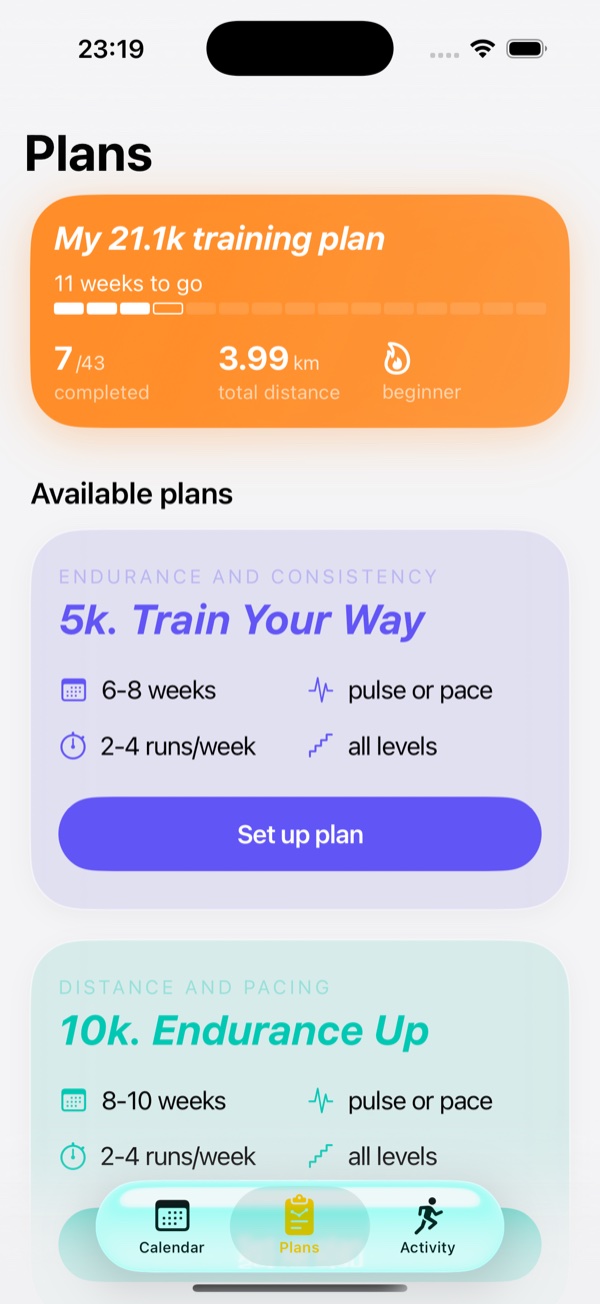 23:19
Plans
My 21.1k training plan
11 weeks to go
7/43
completed
3.99 km
total distance
beginner
Available plans
ENDURANCE AND CONSISTENCY
5k. Train Your Way
6-8 weeks
pulse or pace
2-4 runs/week
all levels
Set up plan
DISTANCE AND PACING
10k. Endurance Up
8-10 weeks
pulse or pace
2-4 runs/week
all levels
Calendar
Plans
Activity